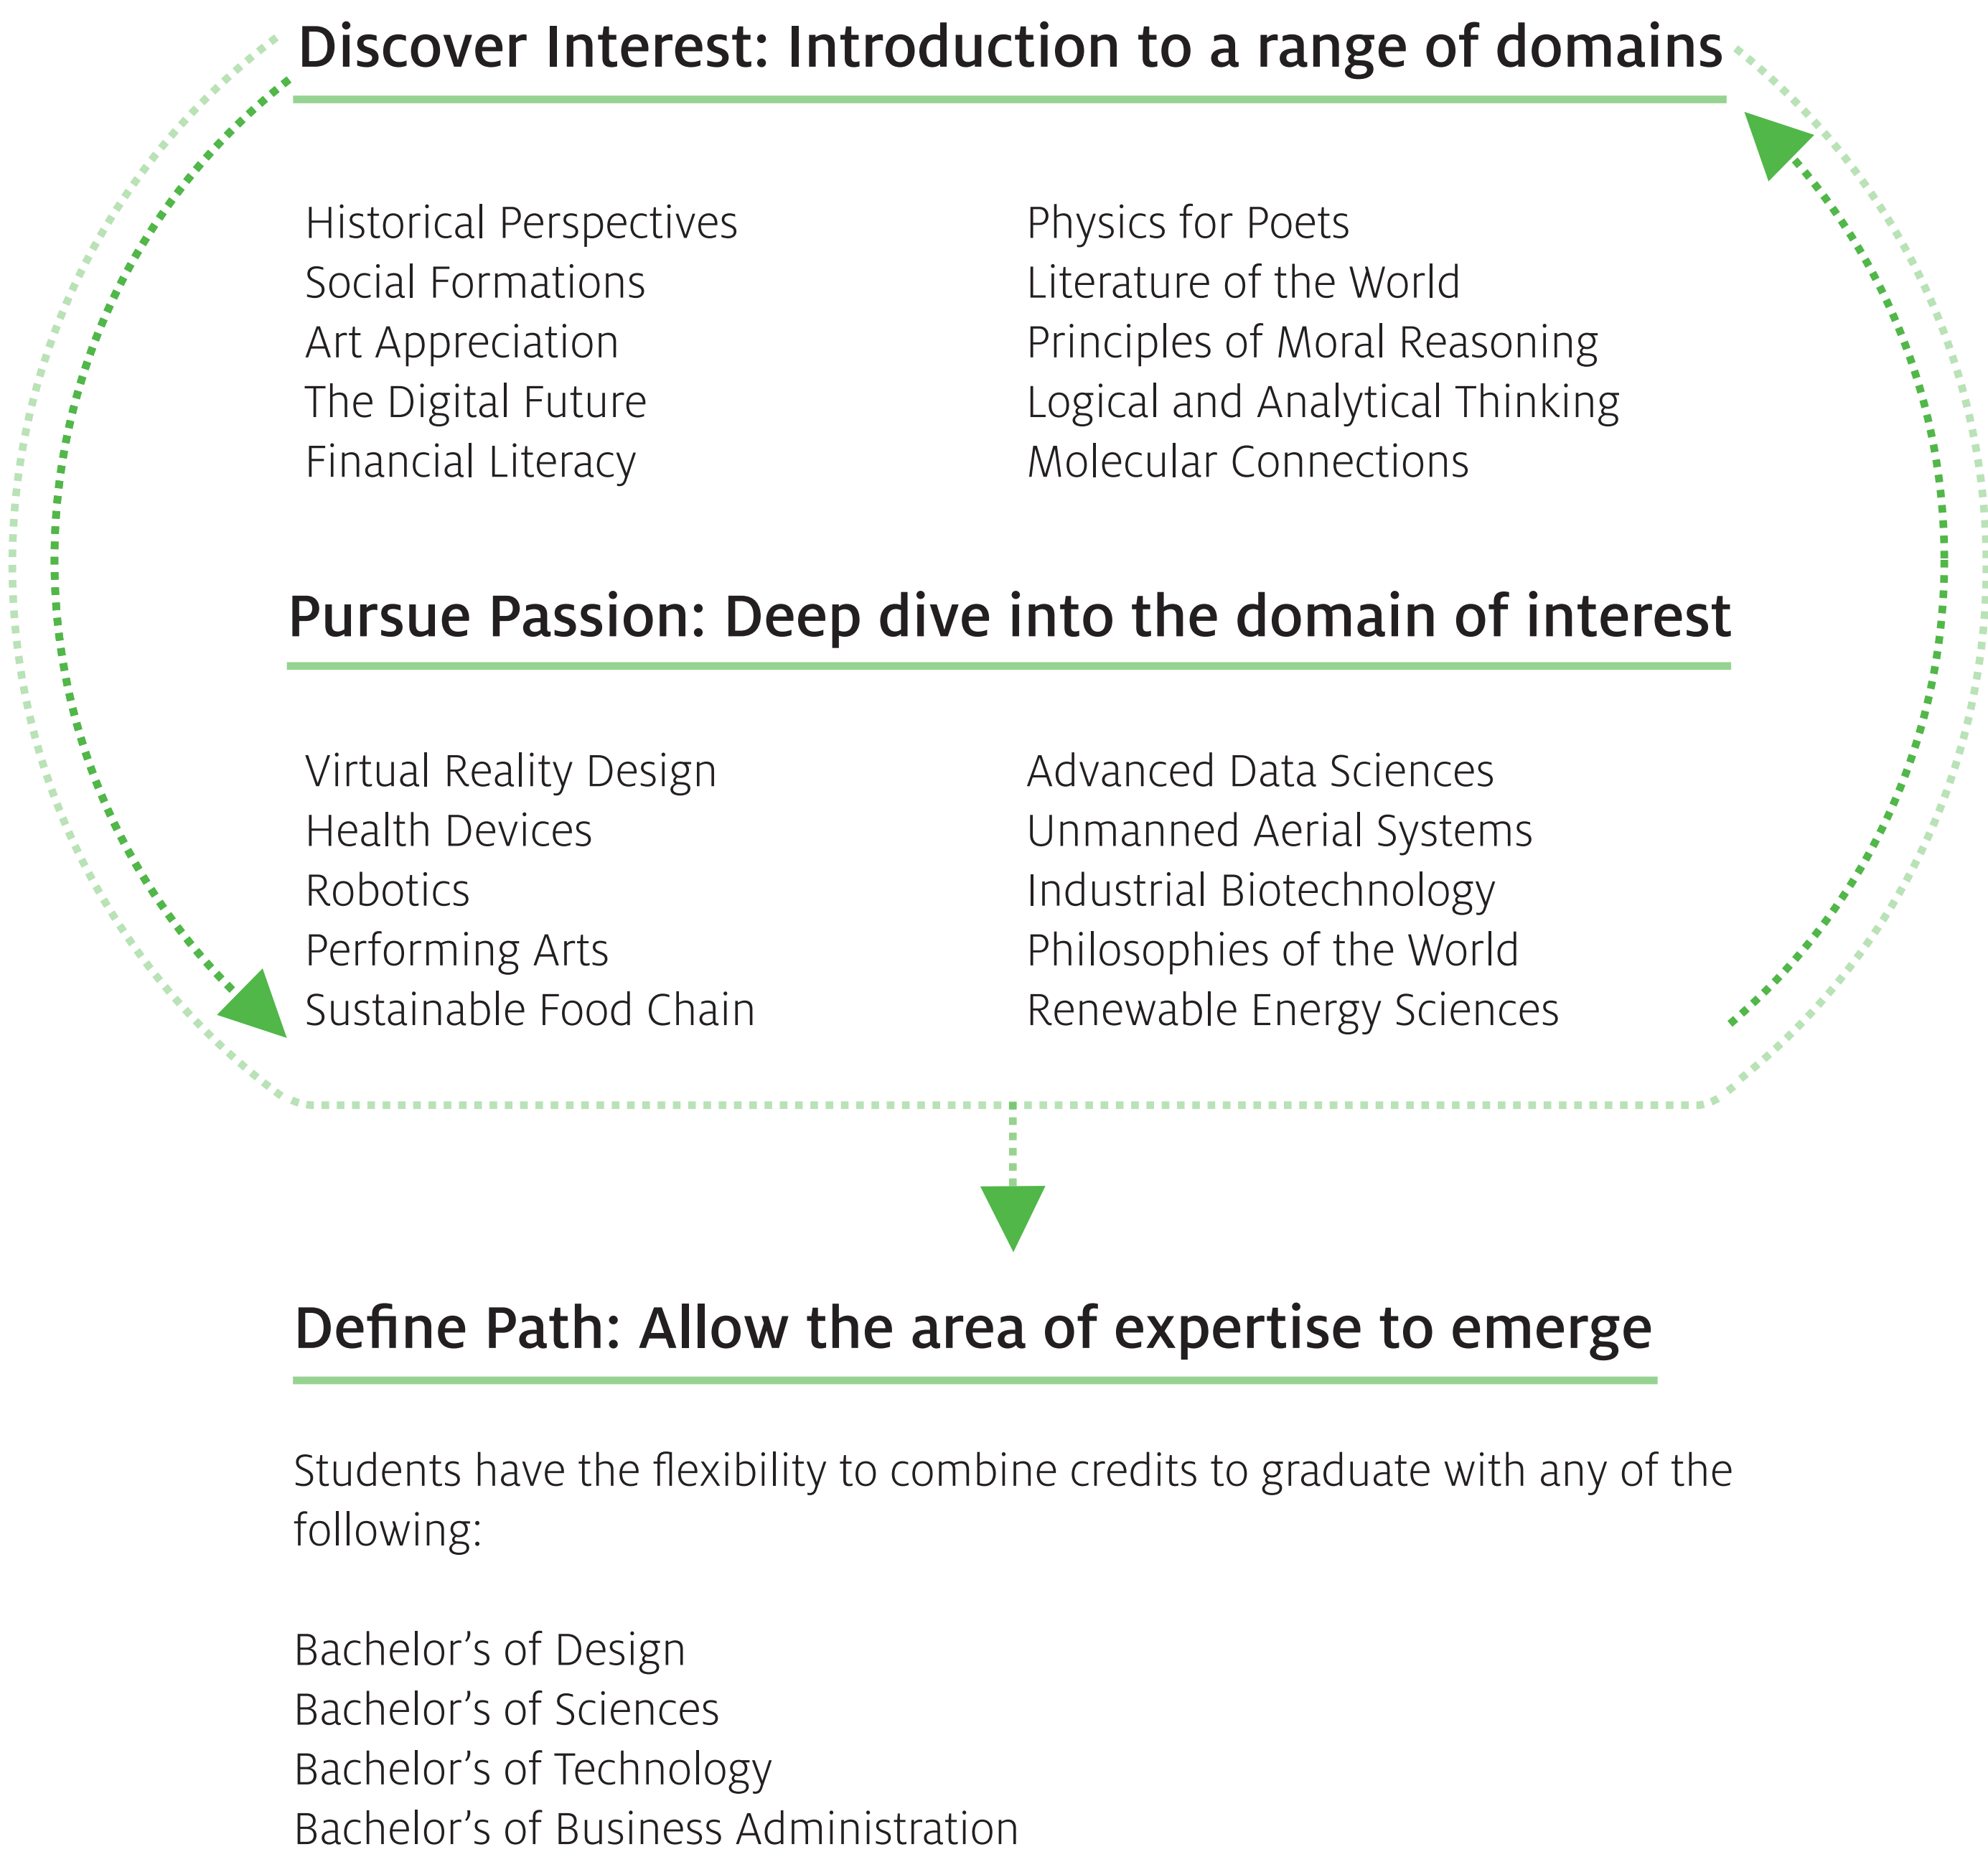 Discover Interest: Introduction to a range of domains
Historical Perspectives
Social Formations
Art Appreciation
The Digital Future
Financial Literacy
Physics for Poets
Literature of the World
Principles of Moral Reasoning
Logical and Analytical Thinking
Molecular Connections
Pursue Passion: Deep dive into the domain of interest
Virtual Reality Design
Health Devices
Robotics
Performing Arts
Sustainable Food Chain
Advanced Data Sciences
Unmanned Aerial Systems
Industrial Biotechnology
Philosophies of the World
Renewable Energy Sciences
Define Path: Allow the area of expertise to emerge
Students have the flexibility to combine credits to graduate with any of the
following:
Bachelor’s of Design
Bachelor’s of Sciences
Bachelor’s of Technology
Bachelor’s of Business Administration